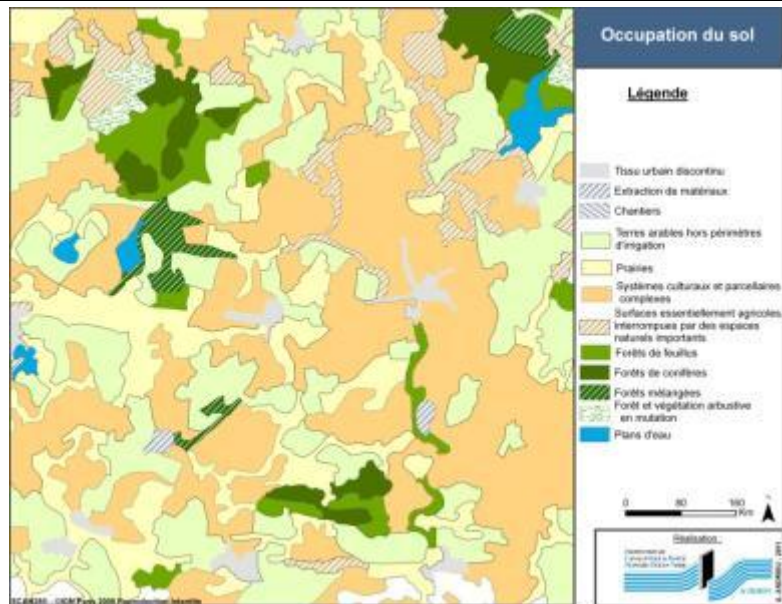 Occupation du sol
Légende
Tissu urbain discontinu
Extraction de matériaux
Chantiers
Terres arables hors périmètres
d'irrigation
Prairies
Systèmes culturaux et parcellaires
complexes
Surfaces essentiellement agricoles,
interrompues par des espaces
naturels importants
Forêts de feuillus
Forêts de conifères
Forêts mélangées
Forêt et végétation arbustive
en mutation
Plans d'eau
0 80 160
Km
Réalisation :
Reproduction Interdite